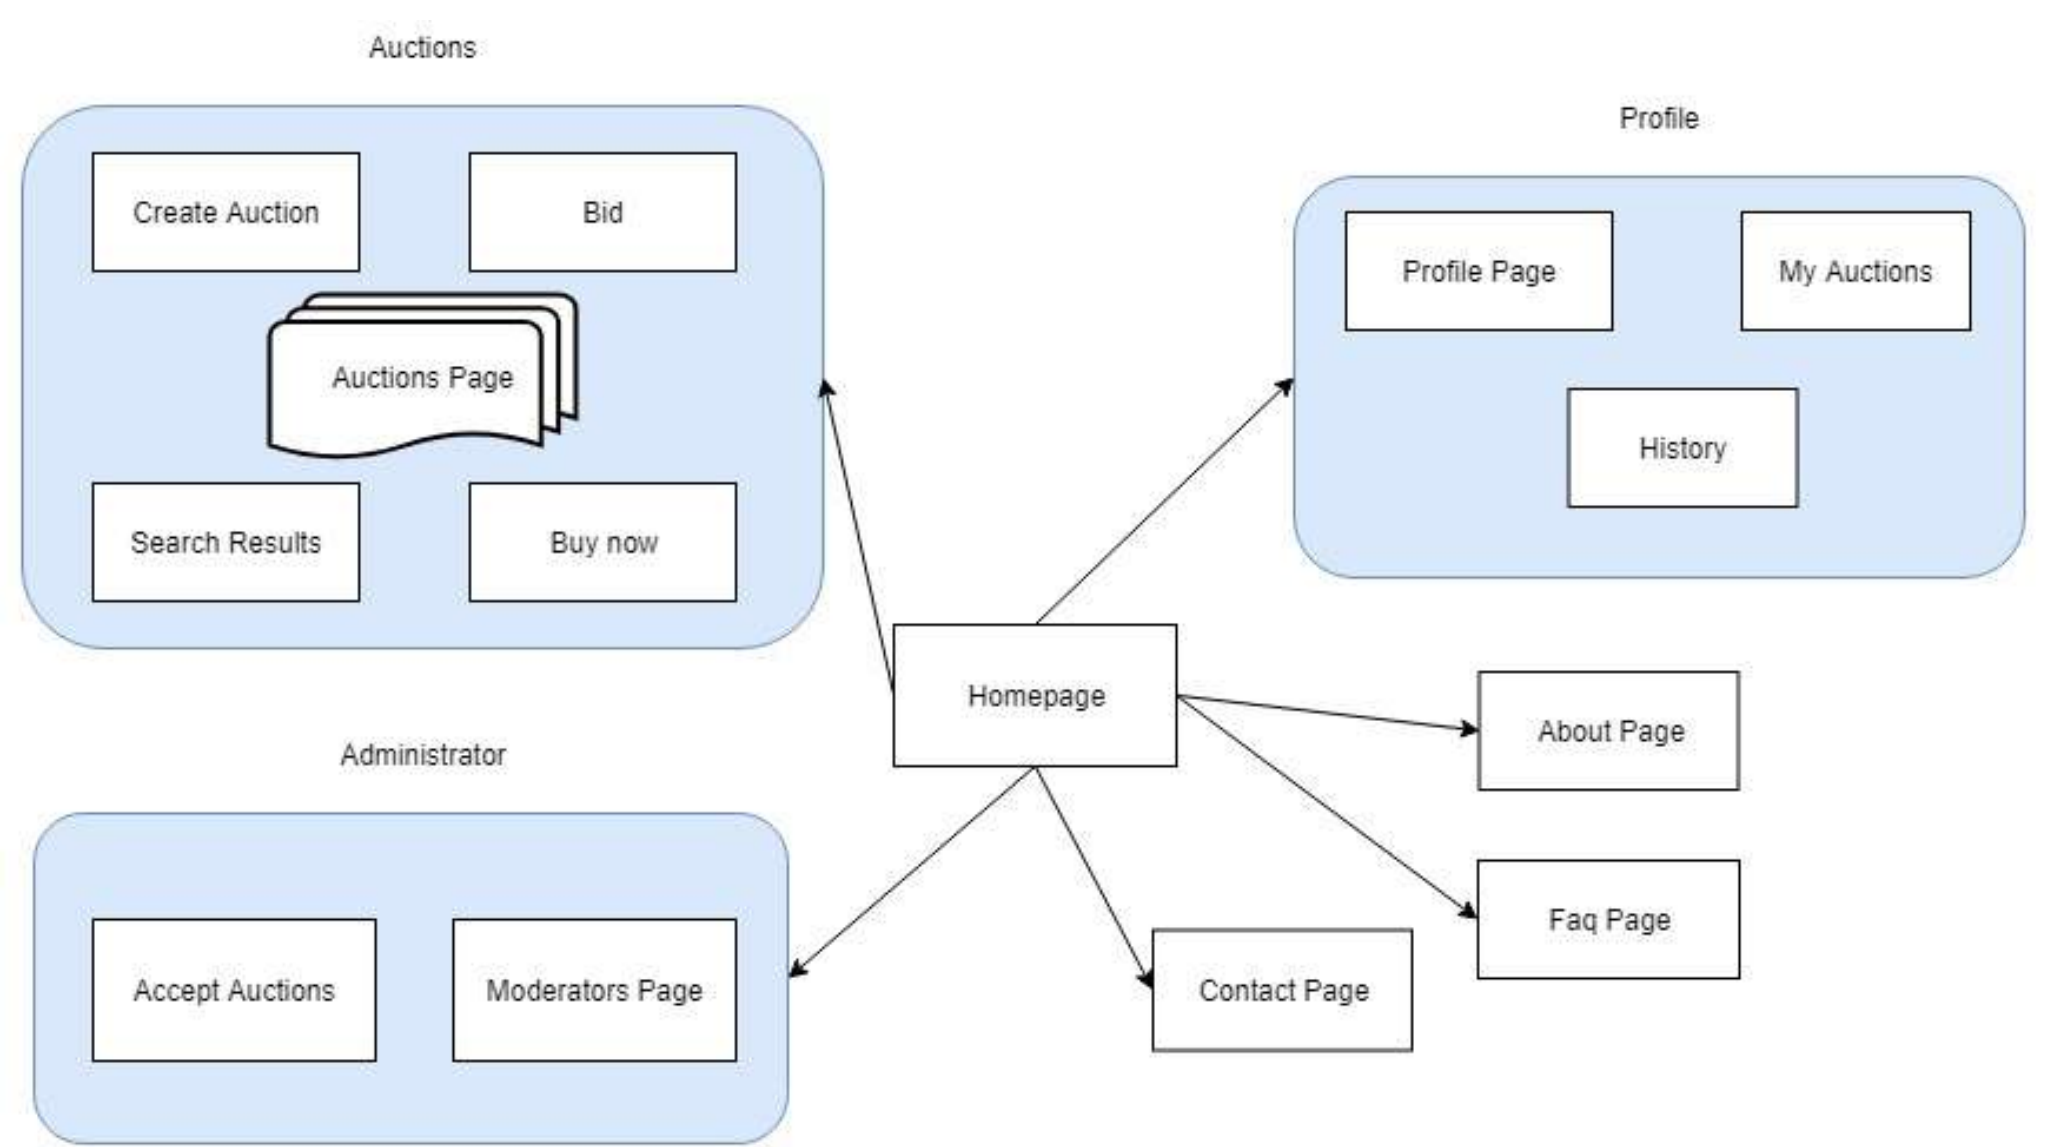 Auctions
Profile
Create Auction
Bid
Profile Page
My Auctions
Auctions Page
History
Search Results
Buy now
Homepage
About Page
Administrator
Faq Page
Accept Auctions
Moderators Page
Contact Page